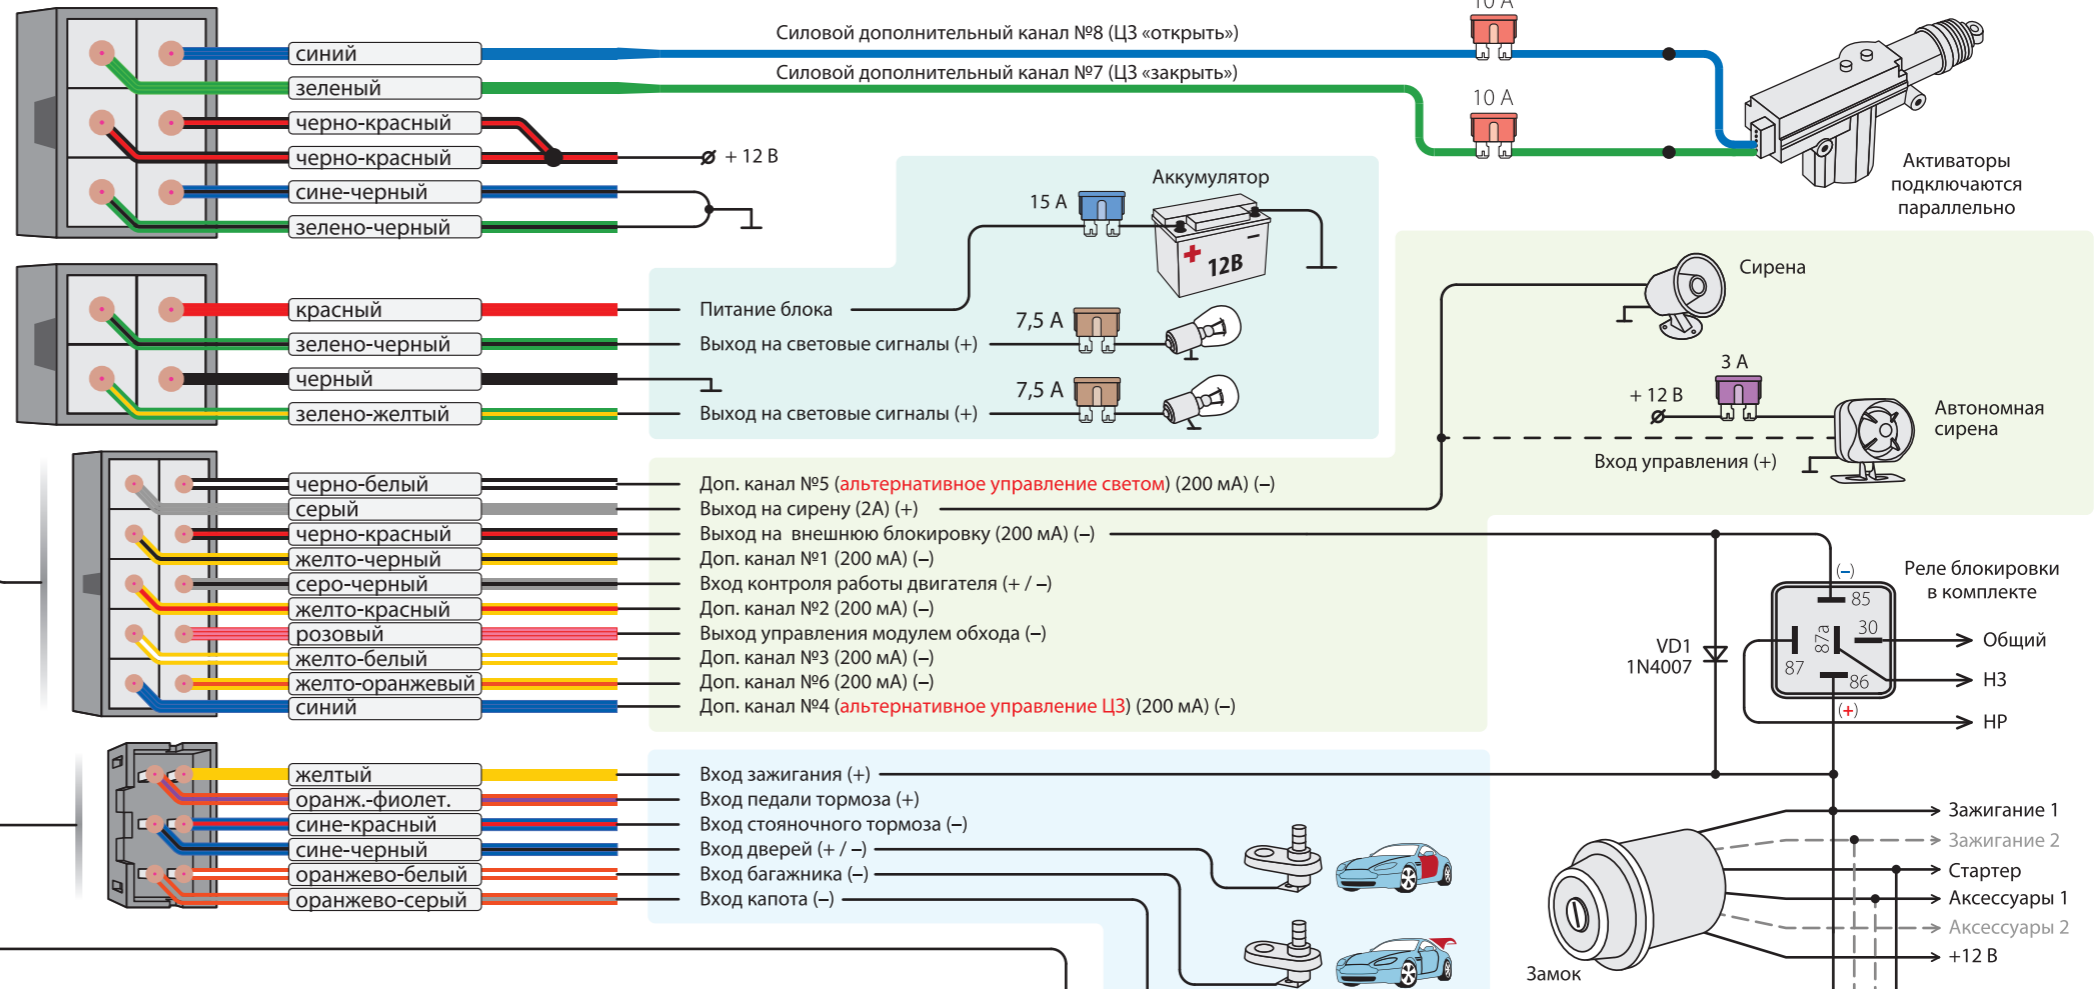 10 А
синий
Силовой дополнительный канал №8 (ЦЗ «открыть»)
зеленый
Силовой дополнительный канал №7 (ЦЗ «закрыть»)
10 А
черно-красный
черно-красный
+ 12 В
сине-черный
зелено-черный
Активаторы
подключаются
параллельно
Аккумулятор
15 А
12В
красный
Питание блока
зелено-черный
Выход на световые сигналы (+)
7,5 А
черный
зелено-желтый
Выход на световые сигналы (+)
7,5 А
Сирена
3 А
+ 12 В
Автономная
сирена
Вход управления (+)
черно-белый
Доп. канал №5 (альтернативное управление светом) (200 мА) (–)
серый
Выход на сирену (2А) (+)
черно-красный
Выход на внешнюю блокировку (200 мА) (–)
желто-черный
Доп. канал №1 (200 мА) (–)
серо-черный
Вход контроля работы двигателя (+ / –)
желто-красный
Доп. канал №2 (200 мА) (–)
розовый
Выход управления модулем обхода (–)
желто-белый
Доп. канал №3 (200 мА) (–)
желто-оранжевый
Доп. канал №6 (200 мА) (–)
синий
Доп. канал №4 (альтернативное управление ЦЗ) (200 мА) (–)
Реле блокировки
в комплекте
(–)
85
87a
30
87
86
(+)
Общий
НЗ
НР
VD1
1N4007
желтый
Вход зажигания (+)
оранж.-фиолет.
Вход педали тормоза (+)
сине-красный
Вход стояночного тормоза (–)
сине-черный
Вход дверей (+ / –)
оранжево-белый
Вход багажника (–)
оранжево-серый
Вход капота (–)
Зажигание 1
Зажигание 2
Стартер
Аксессуары 1
Аксессуары 2
+12 В
Замок